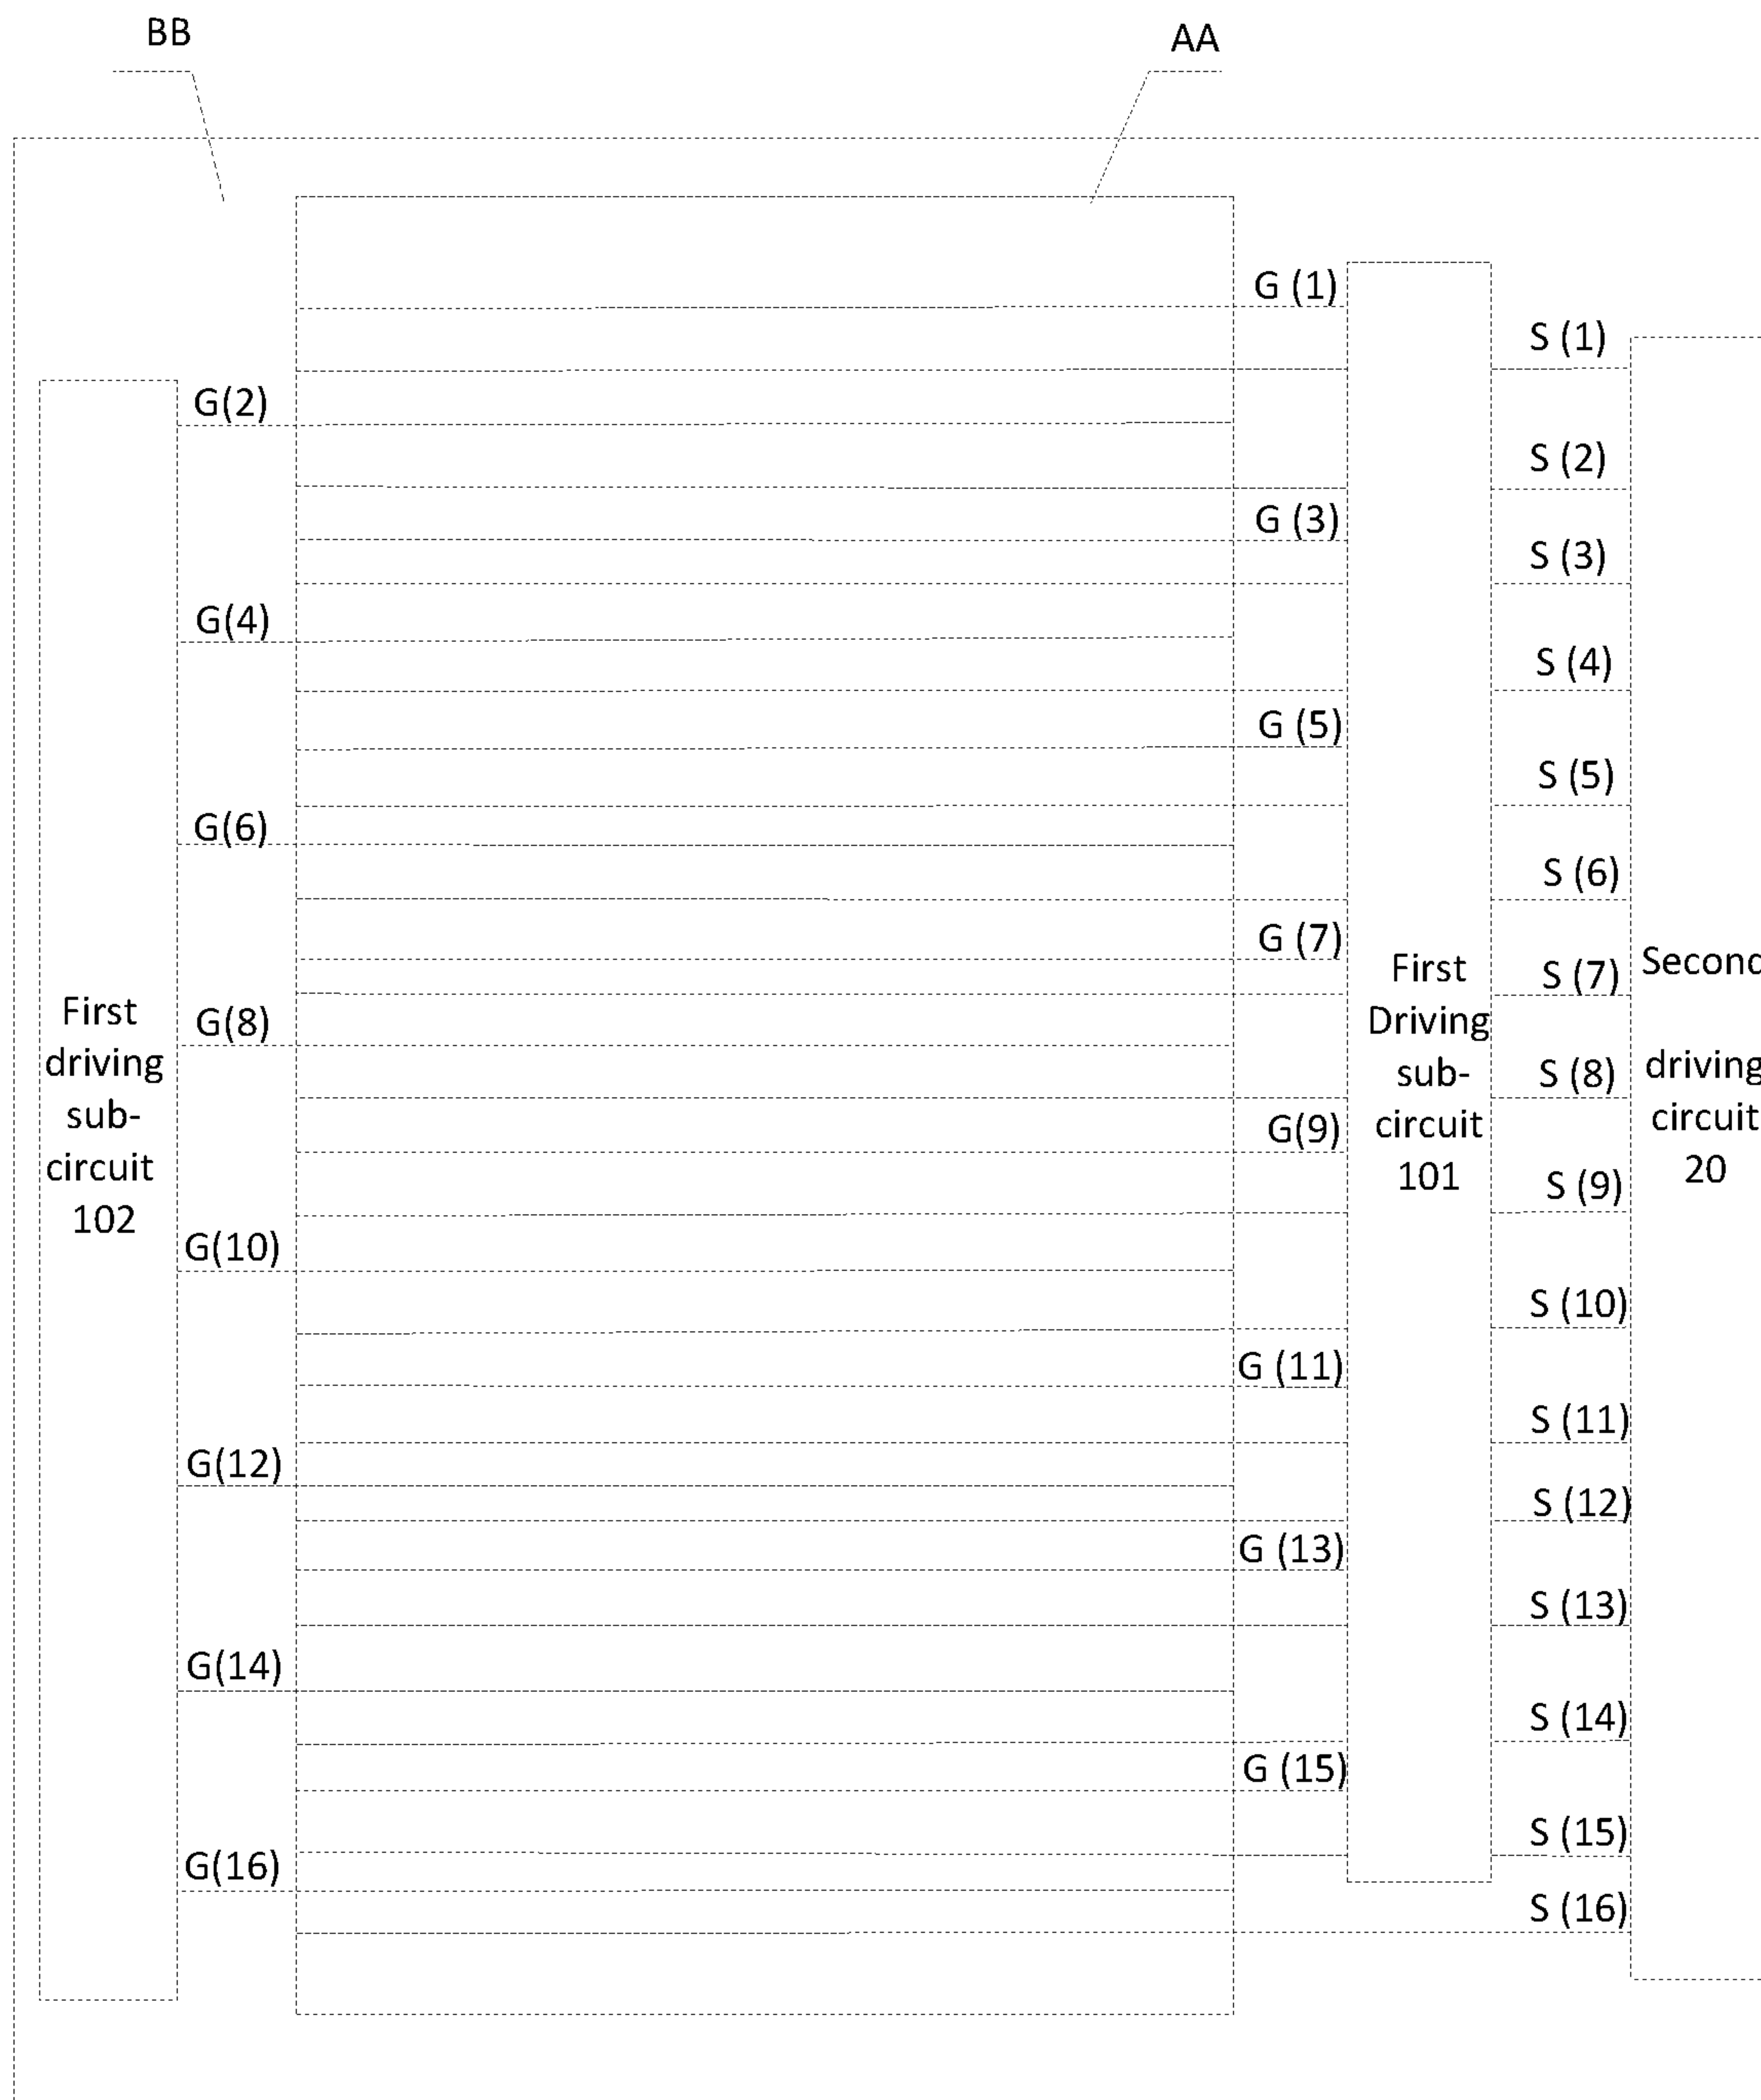 BB
AA
G (1)
S (1)
G(2)
S (2)
G (3)
S (3)
G(4)
S (4)
G (5)
S (5)
G(6)
S (6)
G (7)
S (7)
G(8)
S (8)
G(9)
S (9)
G(10)
S (10)
G (11)
S (11)
G(12)
S (12)
G (13)
S (13)
G(14)
S (14)
G (15)
S (15)
G(16)
S (16)
First
driving
sub-
circuit
102
First
Driving
sub-
circuit
101
Second
driving
circuit
20